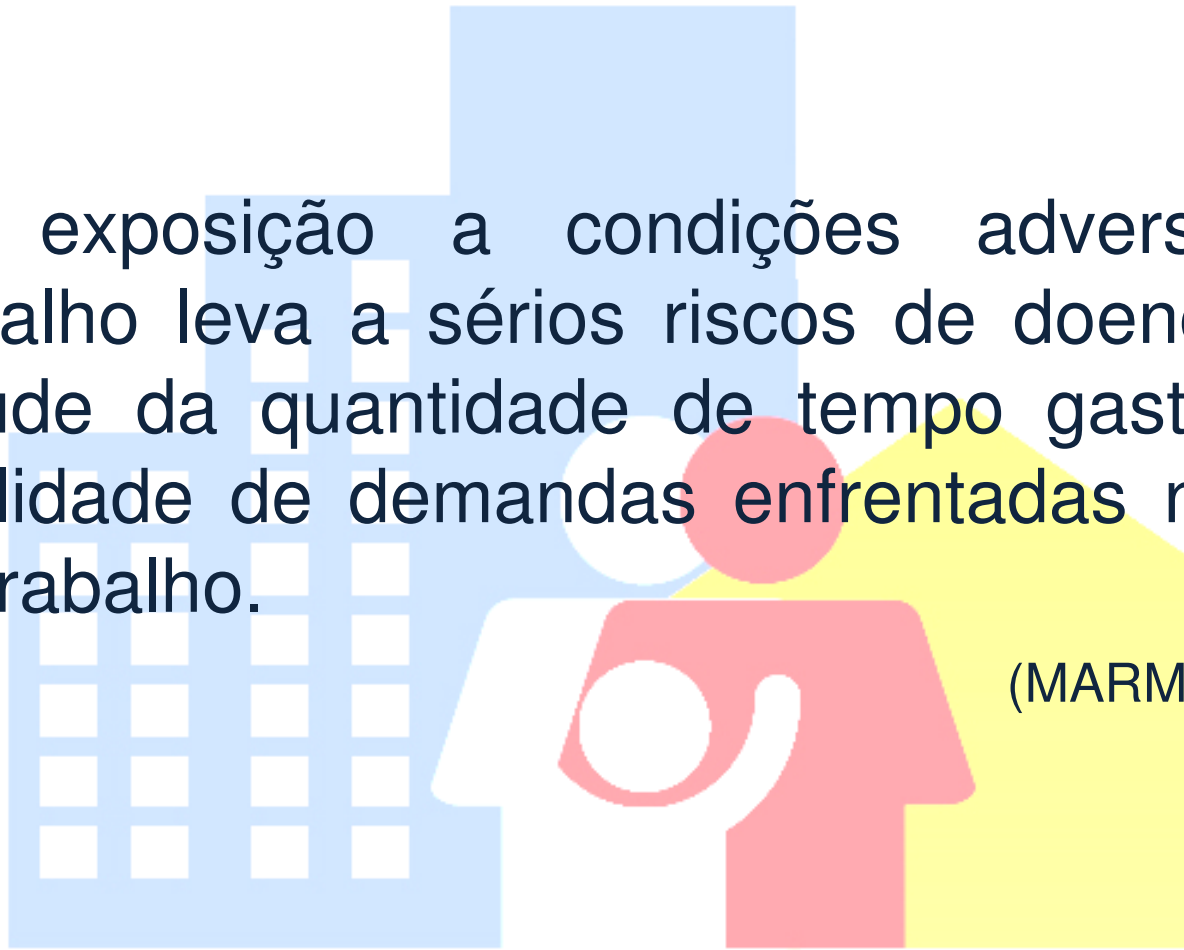 exposição a condições advers
alho leva a sérios riscos de doen
ude da quantidade de tempo gast
lidade de demandas enfrentadas n
rabalho.
(MARM